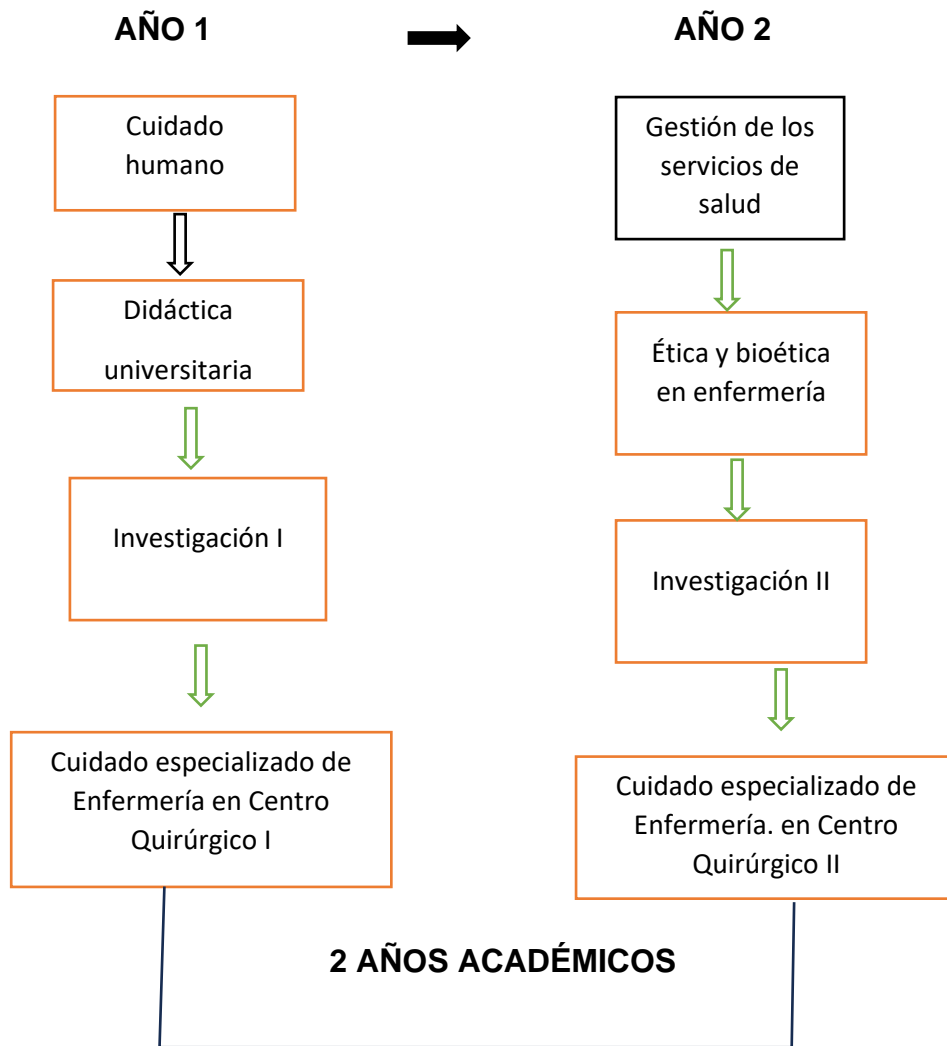 AÑO 1
AÑO 2
Cuidado
humano
Didáctica
universitaria
Investigación I
Cuidado especializado de
Enfermería en Centro
Quirúrgico I
Gestión de los
servicios de
salud
Ética y bioética
en enfermería
Investigación II
Cuidado especializado de
Enfermería. en Centro
Quirúrgico II
2 AÑOS ACADÉMICOS